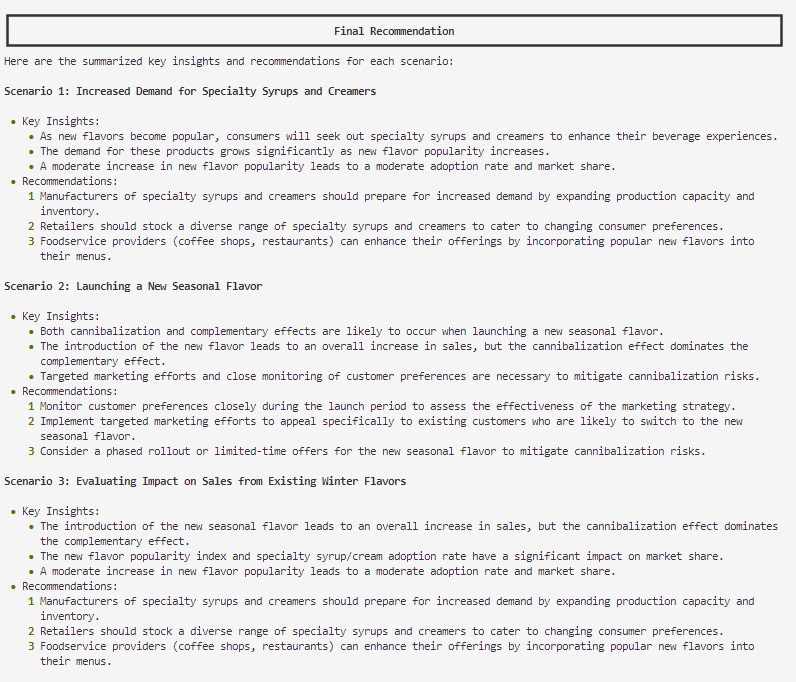 Final Recommendation
Here are the summarized key insights and recommendations for each scenario:
Scenario 1: Increased Demand for Specialty Syrups and Creamers
• Key Insights:
• As new flavors become popular, consumers will seek out specialty syrups and creamers to enhance their beverage experiences.
• The demand for these products grows significantly as new flavor popularity increases.
• A moderate increase in new flavor popularity leads to a moderate adoption rate and market share.
• Recommendations:
1 Manufacturers of specialty syrups and creamers should prepare for increased demand by expanding production capacity and
inventory.
2 Retailers should stock a diverse range of specialty syrups and creamers to cater to changing consumer preferences.
3 Foodservice providers (coffee shops, restaurants) can enhance their offerings by incorporating popular new flavors into
their menus.
Scenario 2: Launching a New Seasonal Flavor
• Key Insights:
• Both cannibalization and complementary effects are likely to occur when launching a new seasonal flavor.
• The introduction of the new flavor leads to an overall increase in sales, but the cannibalization effect dominates the
complementary effect.
• Targeted marketing efforts and close monitoring of customer preferences are necessary to mitigate cannibalization risks.
• Recommendations:
1 Monitor customer preferences closely during the launch period to assess the effectiveness of the marketing strategy.
2 Implement targeted marketing efforts to appeal specifically to existing customers who are likely to switch to the new
seasonal flavor.
3 Consider a phased rollout or limited-time offers for the new seasonal flavor to mitigate cannibalization risks.
Scenario 3: Evaluating Impact on Sales from Existing Winter Flavors
• Key Insights:
• The introduction of the new seasonal flavor leads to an overall increase in sales, but the cannibalization effect dominates
the complementary effect.
• The new flavor popularity index and specialty syrup/cream adoption rate have a significant impact on market share.
• A moderate increase in new flavor popularity leads to a moderate adoption rate and market share.
• Recommendations:
1 Manufacturers of specialty syrups and creamers should prepare for increased demand by expanding production capacity and
inventory.
2 Retailers should stock a diverse range of specialty syrups and creamers to cater to changing consumer preferences.
3 Foodservice providers (coffee shops, restaurants) can enhance their offerings by incorporating popular new flavors into
their menus.